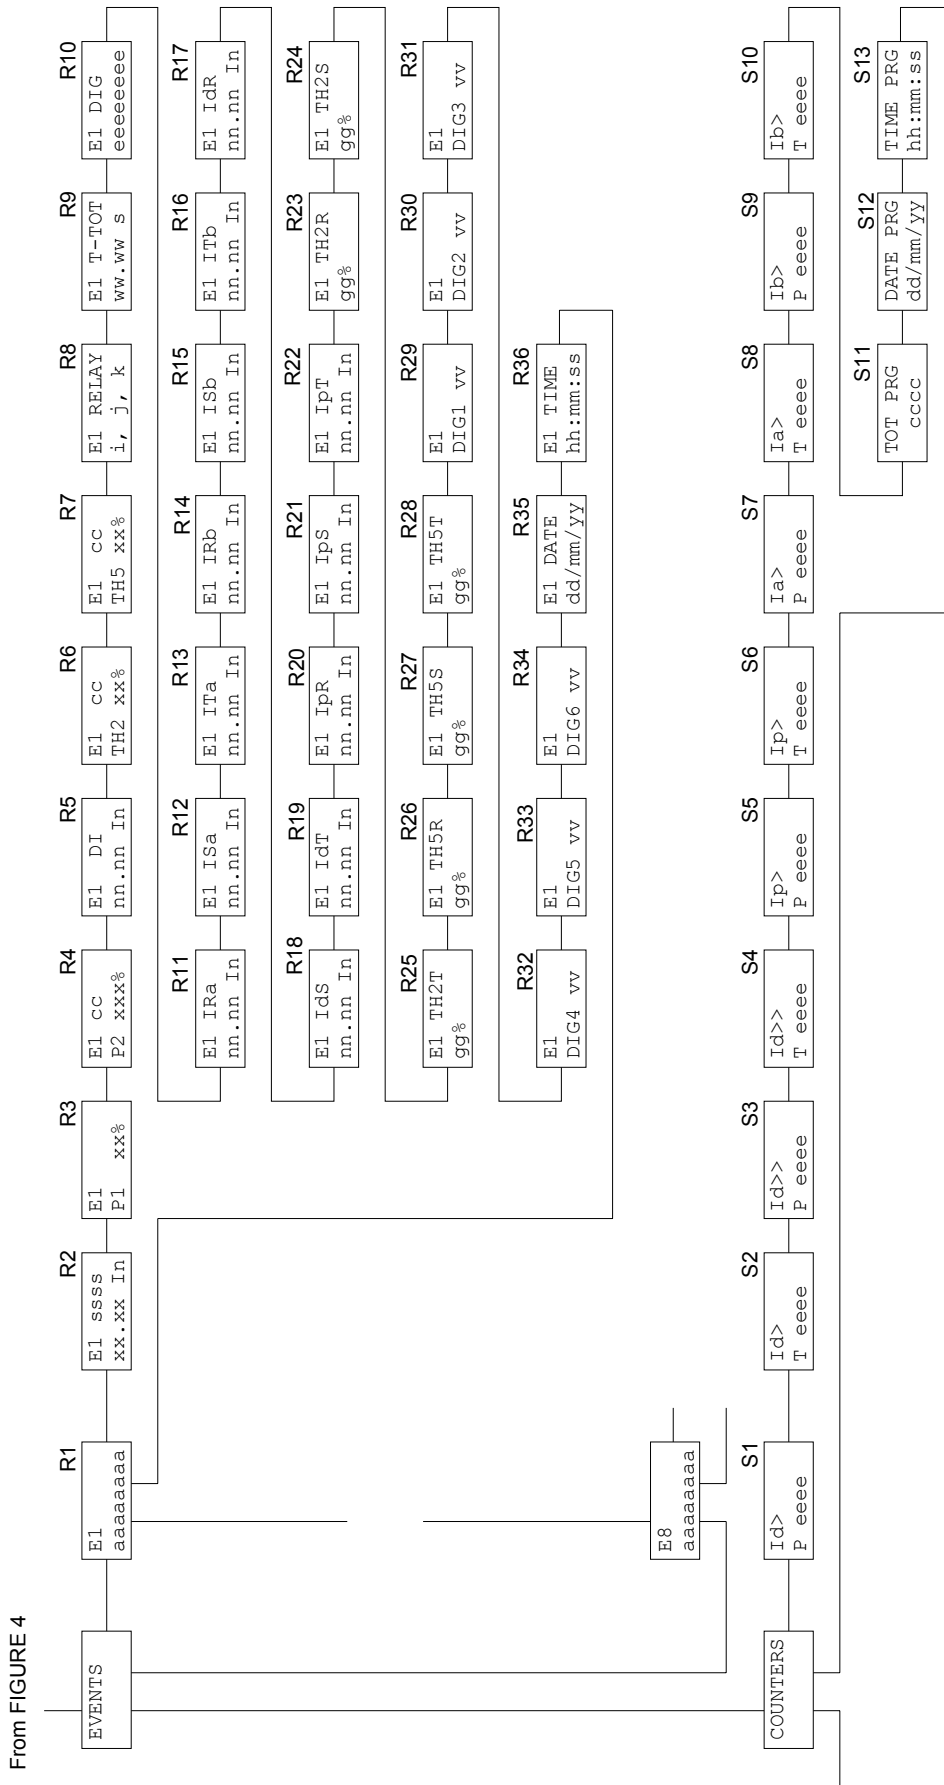 From FIGURE 4
EVENTS
R1
E1
aaaaaaaaa
R2
E1 ssss
xx.xx In
R3
E1
P1 xx%
R4
E1 cc
P2 xxx%
R5
E1 DI
nn.nn In
R6
E1 cc
TH2 xx%
R7
E1 cc
TH5 xx%
R8
E1 RELAY
i, j, k
R9
E1 T-TOT
ww.ww s
R10
E1 DIG
eeeeeeeee
R11
E1 IRa
nn.nn In
R12
E1 ISa
nn.nn In
R13
E1 ITa
nn.nn In
R14
E1 IRb
nn.nn In
R15
E1 ISb
nn.nn In
R16
E1 ITb
nn.nn In
R17
E1 IdR
nn.nn In
R18
E1 IdS
nn.nn In
R19
E1 IdT
nn.nn In
R20
E1 IpR
nn.nn In
R21
E1 IpS
nn.nn In
R22
E1 IpT
nn.nn In
R23
E1 TH2R
gg%
R24
E1 TH2S
gg%
R25
E1 TH2T
gg%
R26
E1 TH5R
gg%
R27
E1 TH5S
gg%
R28
E1 TH5T
gg%
R29
E1
DIG1 vv
R30
E1
DIG2 vv
R31
E1
DIG3 vv
R32
E1
DIG4 vv
R33
E1
DIG5 vv
R34
E1
DIG6 vv
R35
E1 DATE
dd/mm/yy
R36
E1 TIME
hh:mm:ss
E8
aaaaaaaaa
COUNTERS
S1
Id>
P eeee
S2
Id>
T eeee
S3
Id>>
P eeee
S4
Id>>
T eeee
S5
Ip>
P eeee
S6
Ip>
T eeee
S7
Ia>
P eeee
S8
Ia>
T eeee
S9
Ib>
P eeee
S10
Ib>
T eeee
S11
TOT PRG
cccc
S12
DATE PRG
dd/mm/yy
S13
TIME PRG
hh:mm:ss